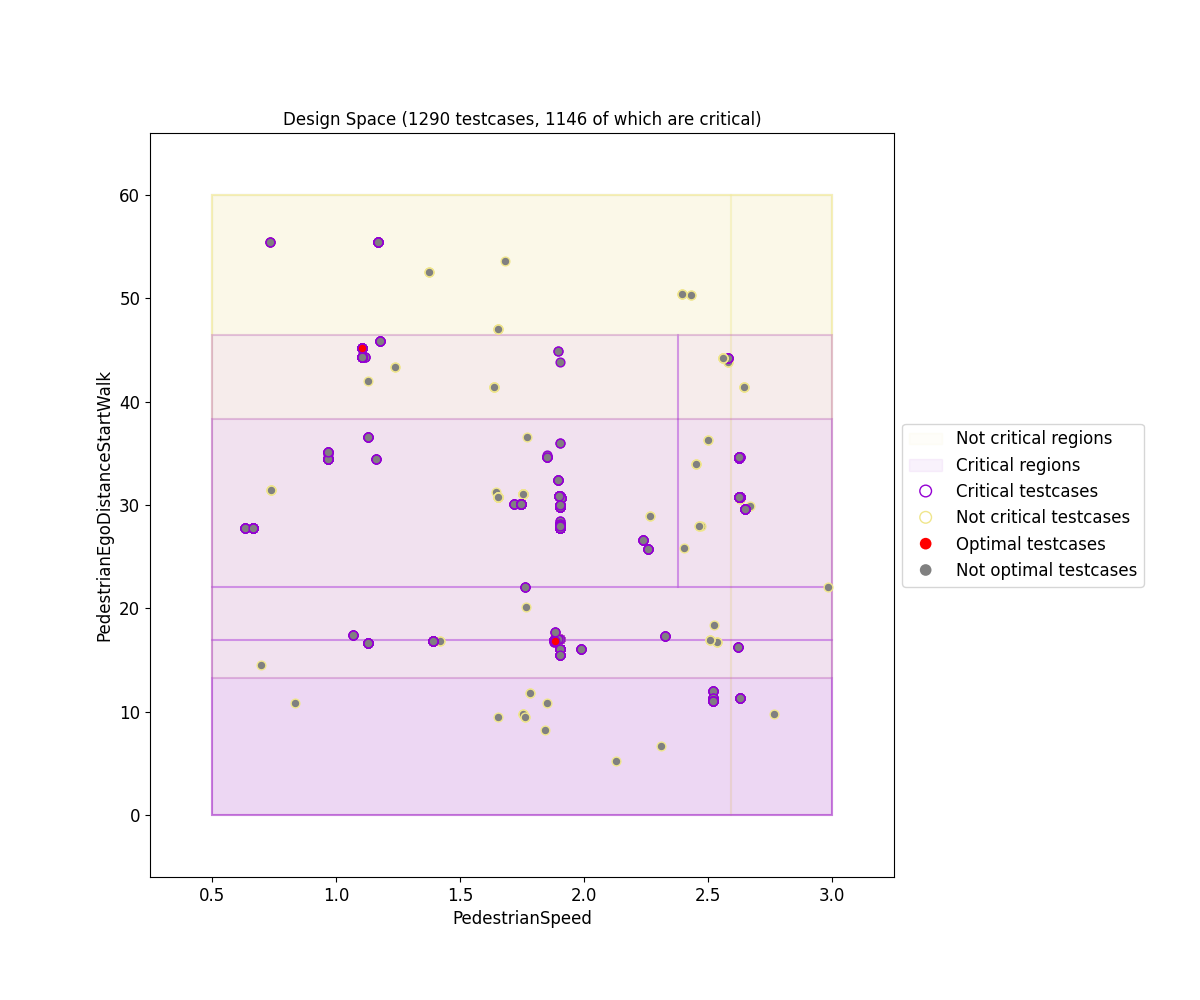 Design Space (1290 testcases, 1146 of which are critical)
60
50
40
30
20
10
0
PedestrianEgoDistanceStartWalk
0.5 1.0 1.5 2.0 2.5 3.0
PedestrianSpeed
Not critical regions
Critical regions
Critical testcases
Not critical testcases
Optimal testcases
Not optimal testcases